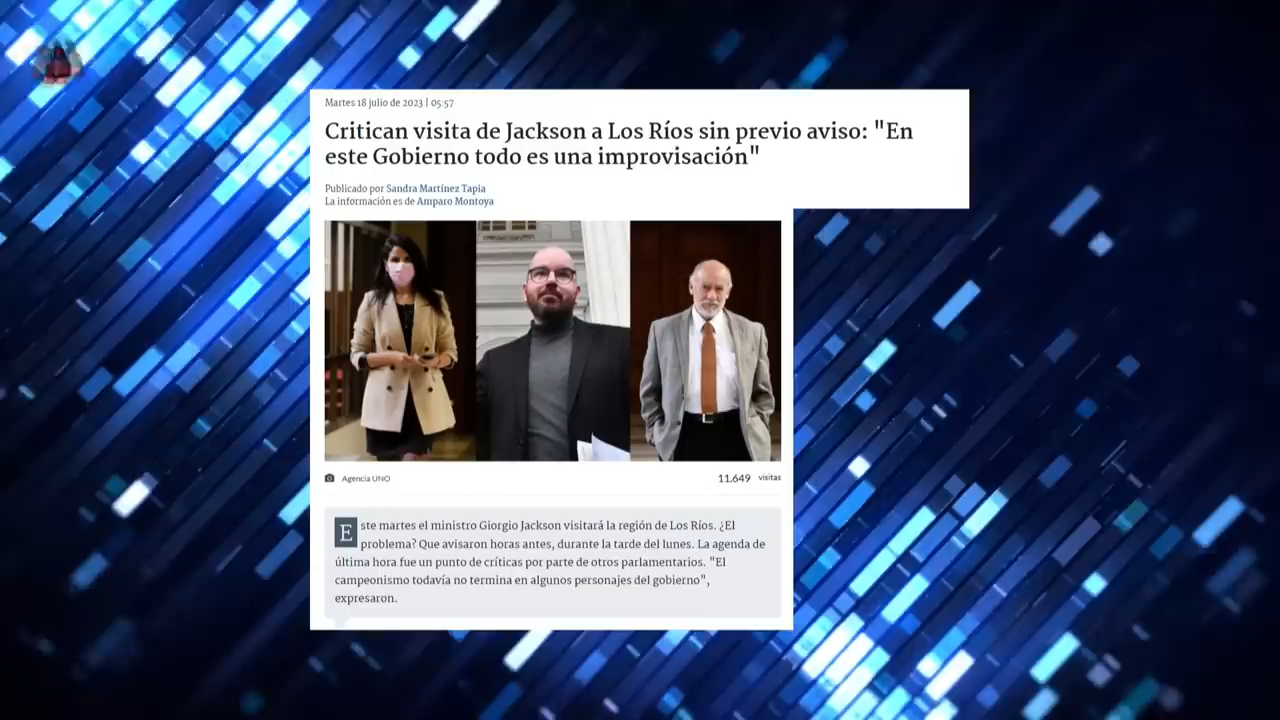 Martes 18 julio de 2023 | 05:57
Critican visita de Jackson a Los Ríos sin previo aviso: "En
este Gobierno todo es una improvisación"
Publicado por Sandra Martínez Tapia
La información es de Amparo Montoya
Agencia UNO
11.649 visitas
Este martes el ministro Giorgio Jackson visitará la región de Los Ríos. ¿El
problema? Que avisaron horas antes, durante la tarde del lunes. La agenda de
última hora fue un punto de críticas por parte de otros parlamentarios. "El
campeonismo todavía no termina en algunos personajes del gobierno",
expresaron.